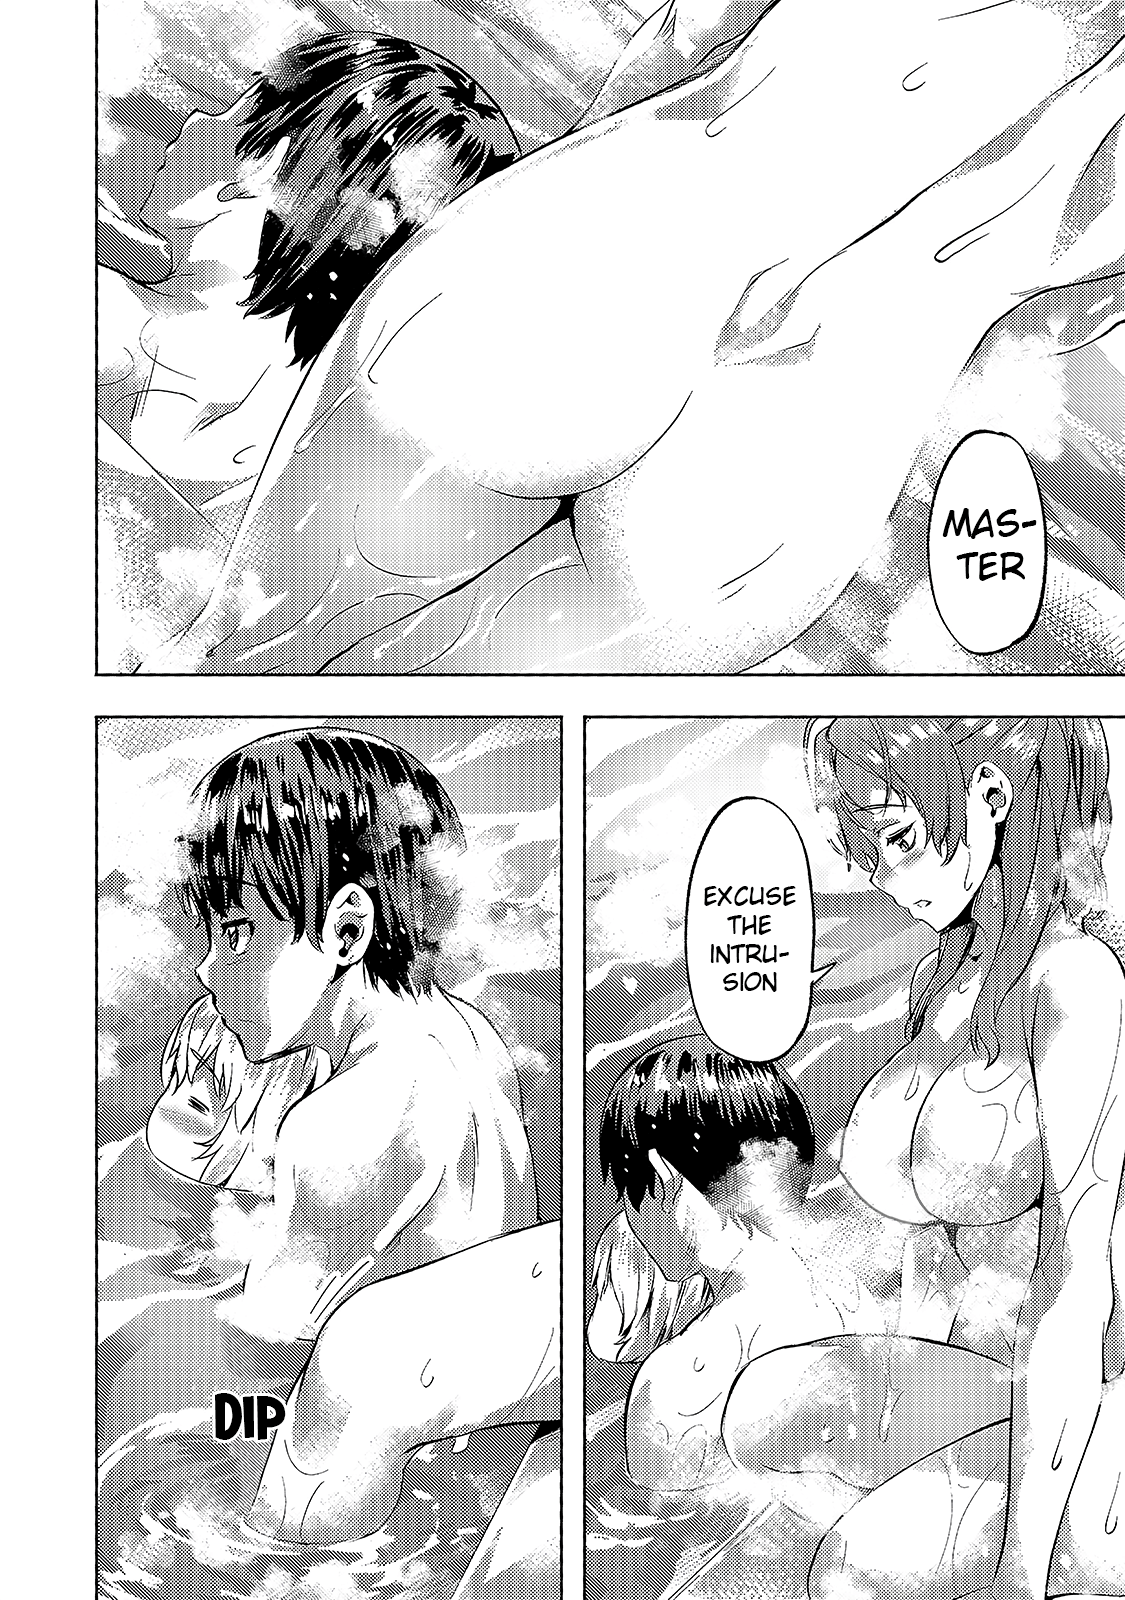 MAS-
TER
EXCUSE
THE
INTRU-
SION
DIP